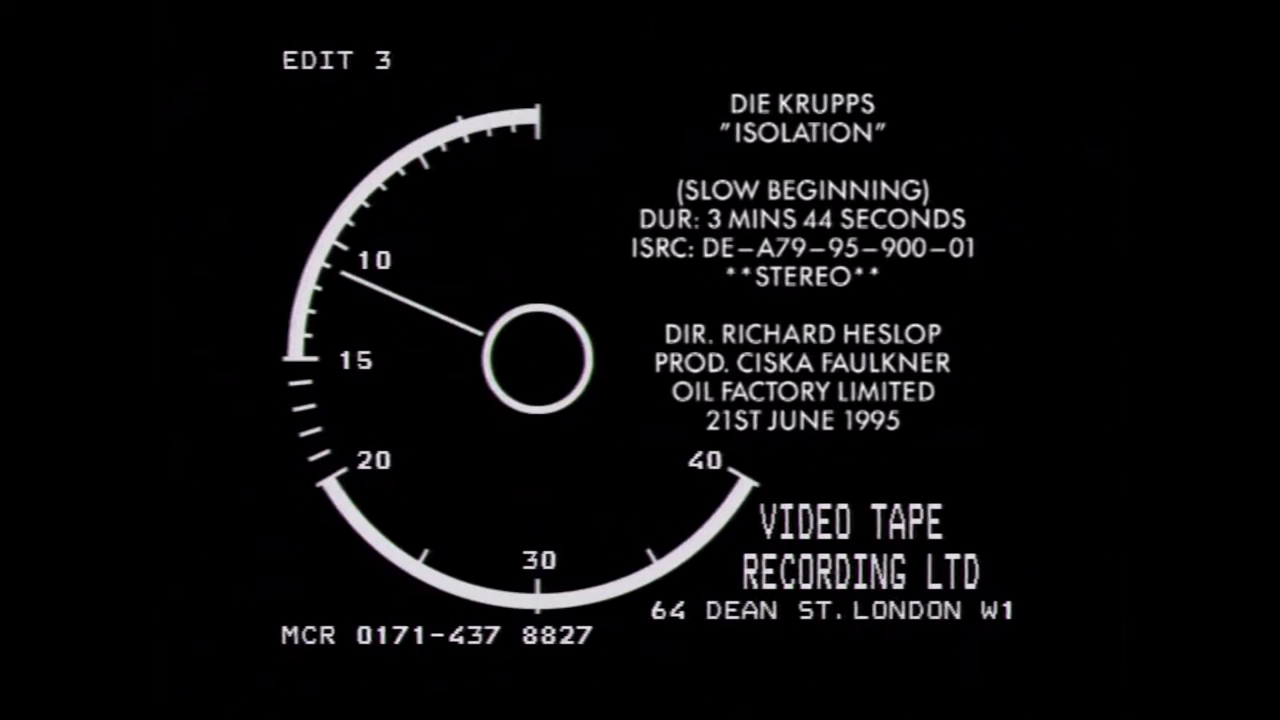 EDIT 3
DIE KRUPPS
"ISOLATION"
(SLOW BEGINNING)
DUR: 3 MINS 44 SECONDS
ISRC: DE-A79-95-900-01
**STEREO**
DIR. RICHARD HESLOP
PROD. CISKA FAULKNER
OIL FACTORY LIMITED
21ST JUNE 1995
10
15
20
30
40
VIDEO TAPE
RECORDING LTD
64 DEAN ST. LONDON W1
MCR 0171-437 8827